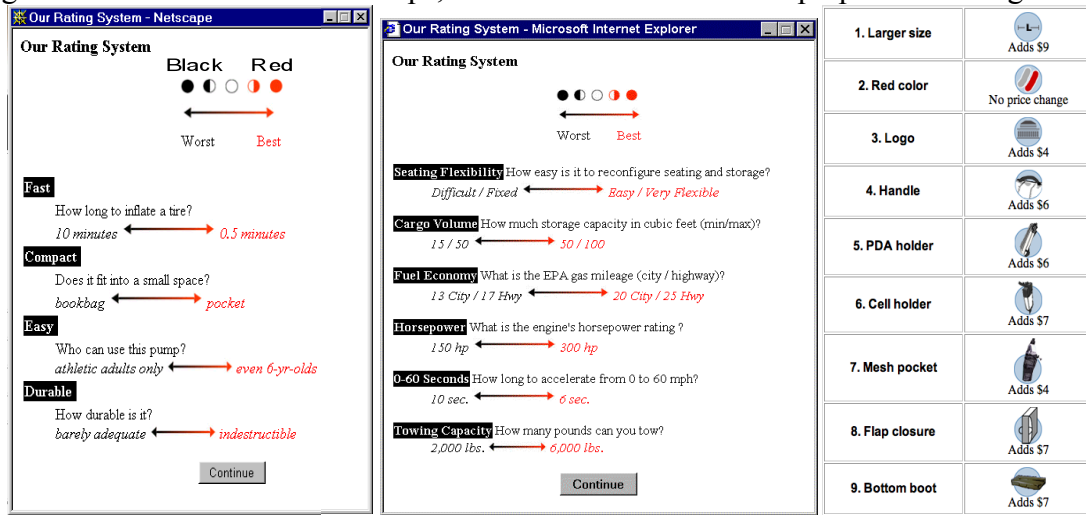 Our Rating System - Netscape
Our Rating System
Black Red
Worst Best
Fast
How long to inflate a tire?
10 minutes 0.5 minutes
Compact
Does it fit into a small space?
bookbag pocket
Easy
Who can use this pump?
athletic adults only even 6-yr-olds
Durable
How durable is it?
barely adequate indestructible
Continue
Our Rating System - Microsoft Internet Explorer
Our Rating System
Worst Best
Seating Flexibility How easy is it to reconfigure seating and storage?
Difficult / Fixed Easy / Very Flexible
Cargo Volume How much storage capacity in cubic feet (min/max)?
15 / 50 50 / 100
Fuel Economy What is the EPA gas mileage (city / highway)?
13 City / 17 Hwy 20 City / 25 Hwy
Horsepower What is the engine's horsepower rating ?
150 hp 300 hp
0-60 Seconds How long to accelerate from 0 to 60 mph?
10 sec. 6 sec.
Towing Capacity How many pounds can you tow?
2,000 lbs. 6,000 lbs.
Continue
1. Larger size
L
Adds $9
2. Red color
No price change
3. Logo
Adds $4
4. Handle
Adds $6
5. PDA holder
Adds $6
6. Cell holder
Adds $7
7. Mesh pocket
Adds $4
8. Flap closure
Adds $7
9. Bottom boot
Adds $7